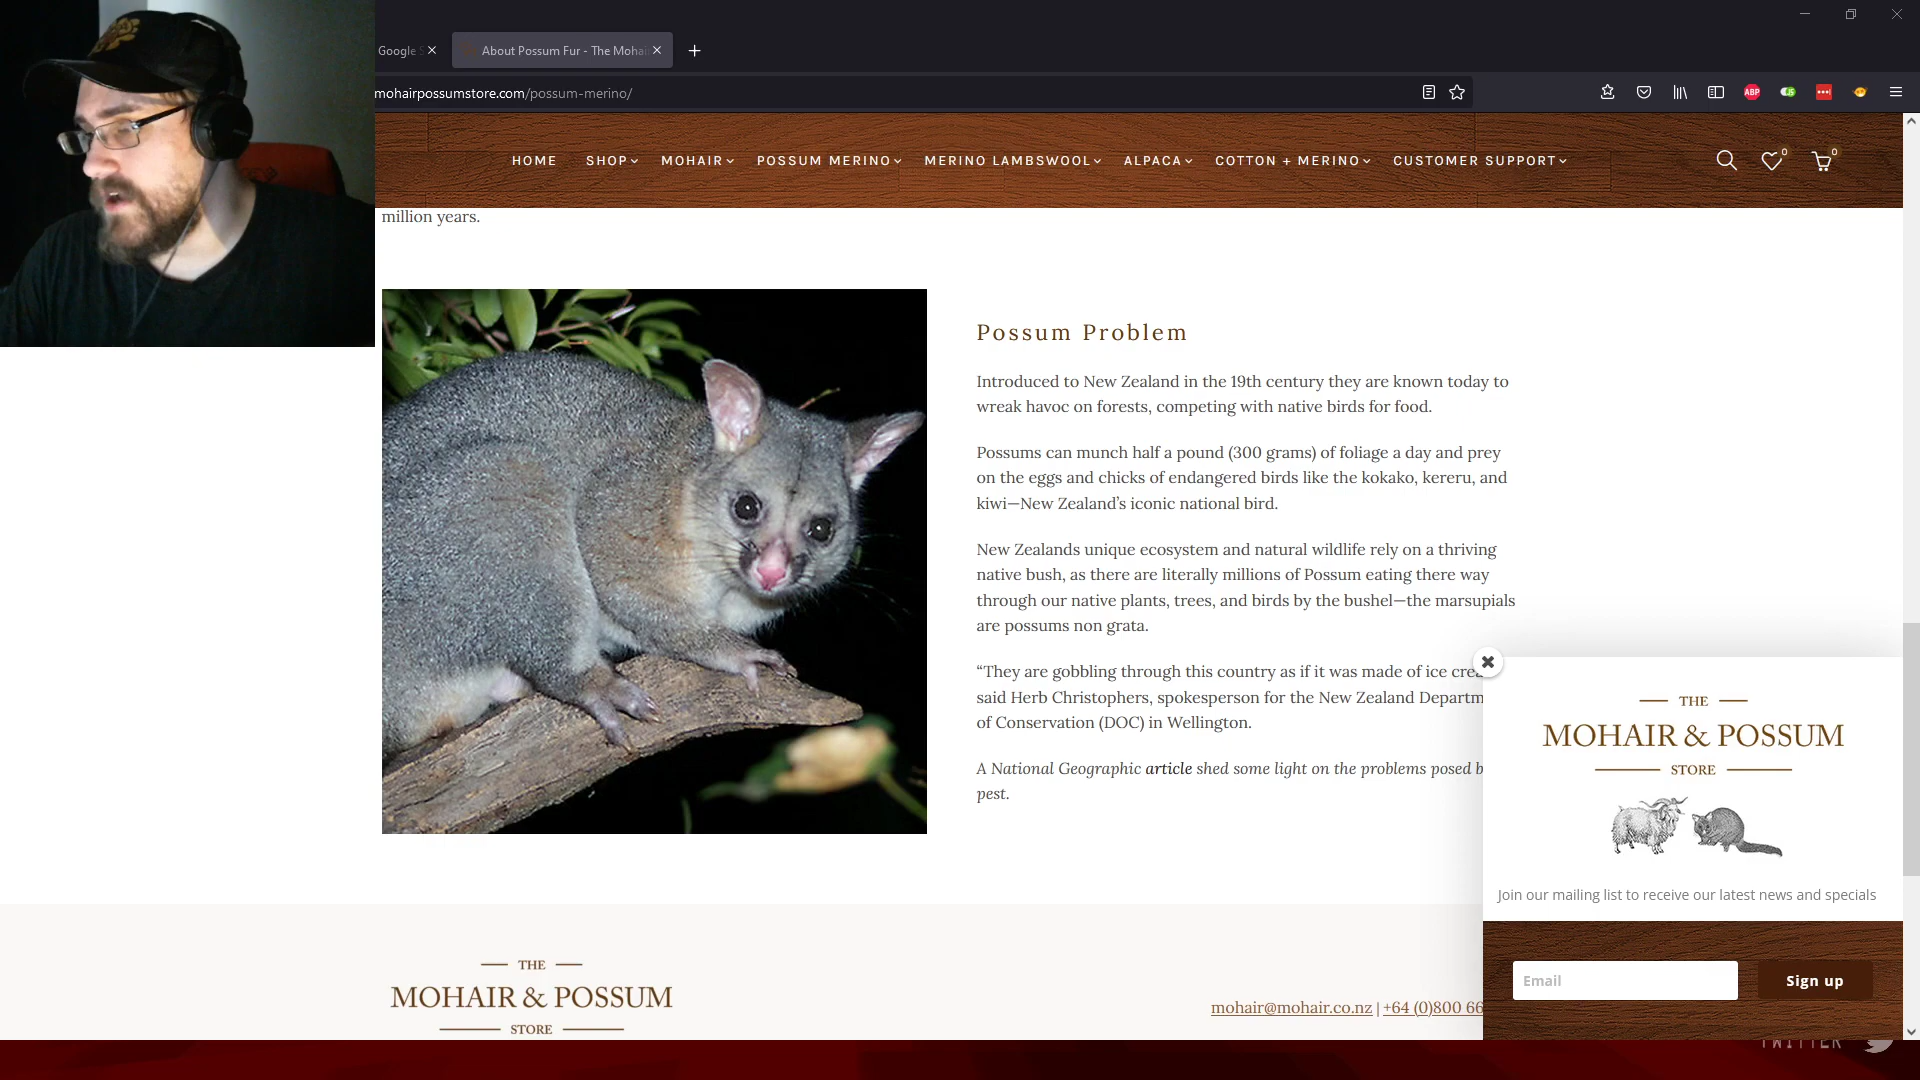 Google
About Possum Fur - The Mohai
mohairpossumstore.com/possum-merino/
ABP
HOME SHOP MOHAIR POSSUM MERINO MERINO LAMBSWOOL ALPACA COTTON + MERINO CUSTOMER SUPPORT 0 0
million years.
Possum Problem
Introduced to New Zealand in the 19th century they are known today to
wreak havoc on forests, competing with native birds for food.
Possums can munch half a pound (300 grams) of foliage a day and prey
on the eggs and chicks of endangered birds like the kokako, kereru, and
kiwi—New Zealand’s iconic national bird.
New Zealands unique ecosystem and natural wildlife rely on a thriving
native bush, as there are literally millions of Possum eating there way
through our native plants, trees, and birds by the bushel—the marsupials
are possums non grata.
“They are gobbling through this country as if it was made of ice crea
said Herb Christophers, spokesperson for the New Zealand Departm
of Conservation (DOC) in Wellington.
A National Geographic article shed some light on the problems posed b
pest.
THE
MOHAIR & POSSUM
STORE
Join our mailing list to receive our latest news and specials
Email
Sign up
THE
MOHAIR & POSSUM
STORE
mohair@mohair.co.nz | +64 (0)800 66
TWITTER